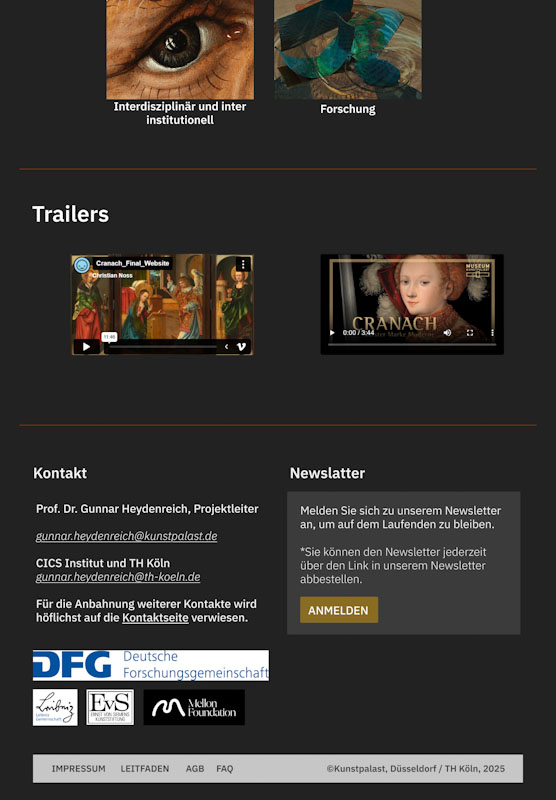 Interdisziplinär und inter
institutionell
Forschung
Trailers
Cranach_Final_Website
Christian Noss
11:46
MUSEUM
KUNSTPALAST
CRANACH
0:00 / 3:44
Kontakt
Prof. Dr. Gunnar Heydenreich, Projektleiter
gunnar.heydenreich@kunstpalast.de
CICS Institut und TH Köln
gunnar.heydenreich@th-koeln.de
Für die Anbahnung weiterer Kontakte wird
höflichst auf die Kontaktseite verwiesen.
Newslatter
Melden Sie sich zu unserem Newsletter
an, um auf dem Laufenden zu bleiben.
*Sie können den Newsletter jederzeit
über den Link in unserem Newsletter
abbestellen.
ANMELDEN
DFG Deutsche
Forschungsgemeinschaft
Leibniz
Leibniz
Gemeinschaft
EvS
ERNST VON SIEMENS
KUNSTSTIFTUNG
Mellon
Foundation
IMPRESSUM LEITFADEN AGB FAQ ©Kunstpalast, Düsseldorf / TH Köln, 2025